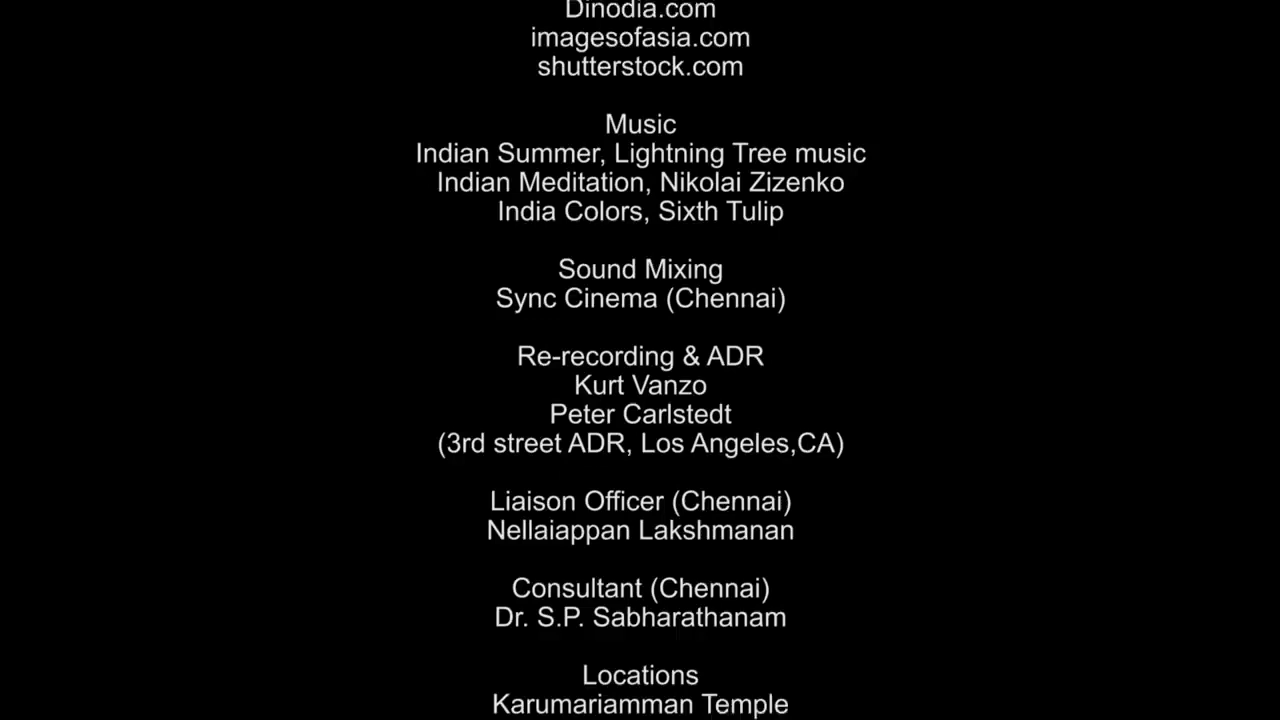 Dinodia.com
imagesofasia.com
shutterstock.com
Music
Indian Summer, Lightning Tree music
Indian Meditation, Nikolai Zizenko
India Colors, Sixth Tulip
Sound Mixing
Sync Cinema (Chennai)
Re-recording & ADR
Kurt Vanzo
Peter Carlstedt
(3rd street ADR, Los Angeles,CA)
Liaison Officer (Chennai)
Nellaiappan Lakshmanan
Consultant (Chennai)
Dr. S.P. Sabharathanam
Locations
Karumariamman Temple